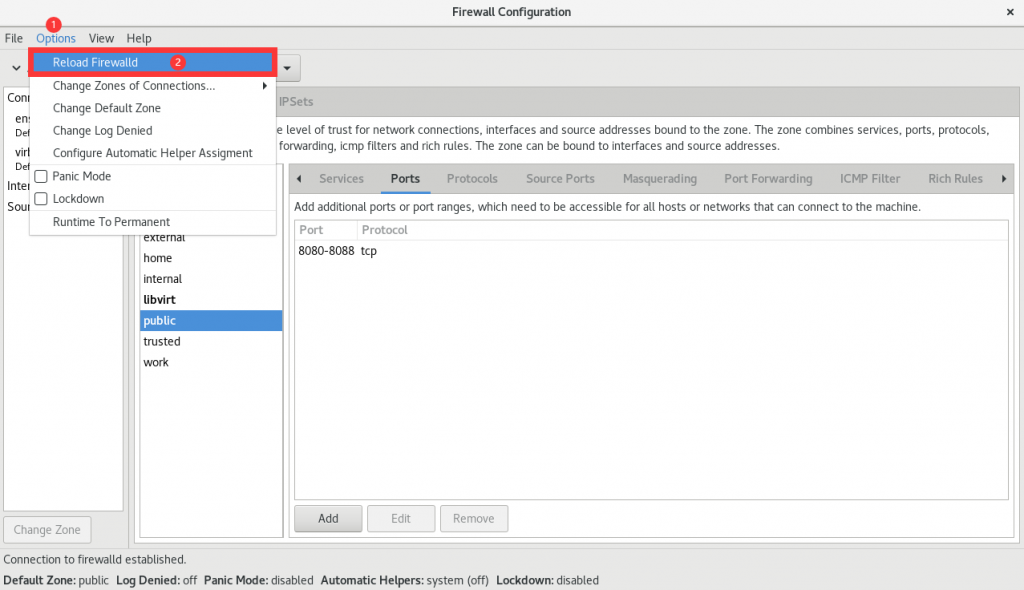 Firewall Configuration
×
1
File Options View Help
Reload Firewalld 2
Change Zones of Connections...
IPSets
Change Default Zone
Change Log Denied
Configure Automatic Helper Assigment
Panic Mode
Lockdown
Runtime To Permanent
e level of trust for network connections, interfaces and source addresses bound to the zone. The zone combines services, ports, protocols,
forwarding, icmp filters and rich rules. The zone can be bound to interfaces and source addresses.
Conn
ens
Def
virb
Def
Inter
Sour
external
home
internal
libvirt
public
trusted
work
Services Ports Protocols Source Ports Masquerading Port Forwarding ICMP Filter Rich Rules
Add additional ports or port ranges, which need to be accessible for all hosts or networks that can connect to the machine.
Port Protocol
8080-8088 tcp
Add Edit Remove
Change Zone
Connection to firewalld established.
Default Zone: public Log Denied: off Panic Mode: disabled Automatic Helpers: system (off) Lockdown: disabled